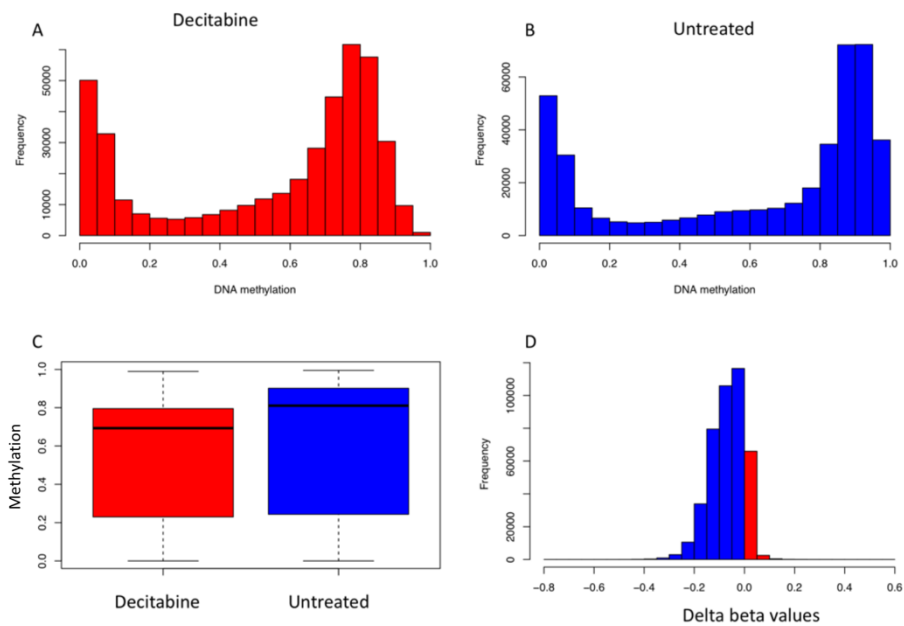 A
Decitabine
Frequency
0
10000
30000
50000
0.0 0.2 0.4 0.6 0.8 1.0
DNA methylation
B
Untreated
Frequency
0
20000
40000
60000
0.0 0.2 0.4 0.6 0.8 1.0
DNA methylation
C
Methylation
0.0
0.2
0.4
0.6
0.8
1.0
Decitabine Untreated
D
Frequency
0
20000
60000
100000
−0.8 −0.6 −0.4 −0.2 0.0 0.2 0.4 0.6
Delta beta values